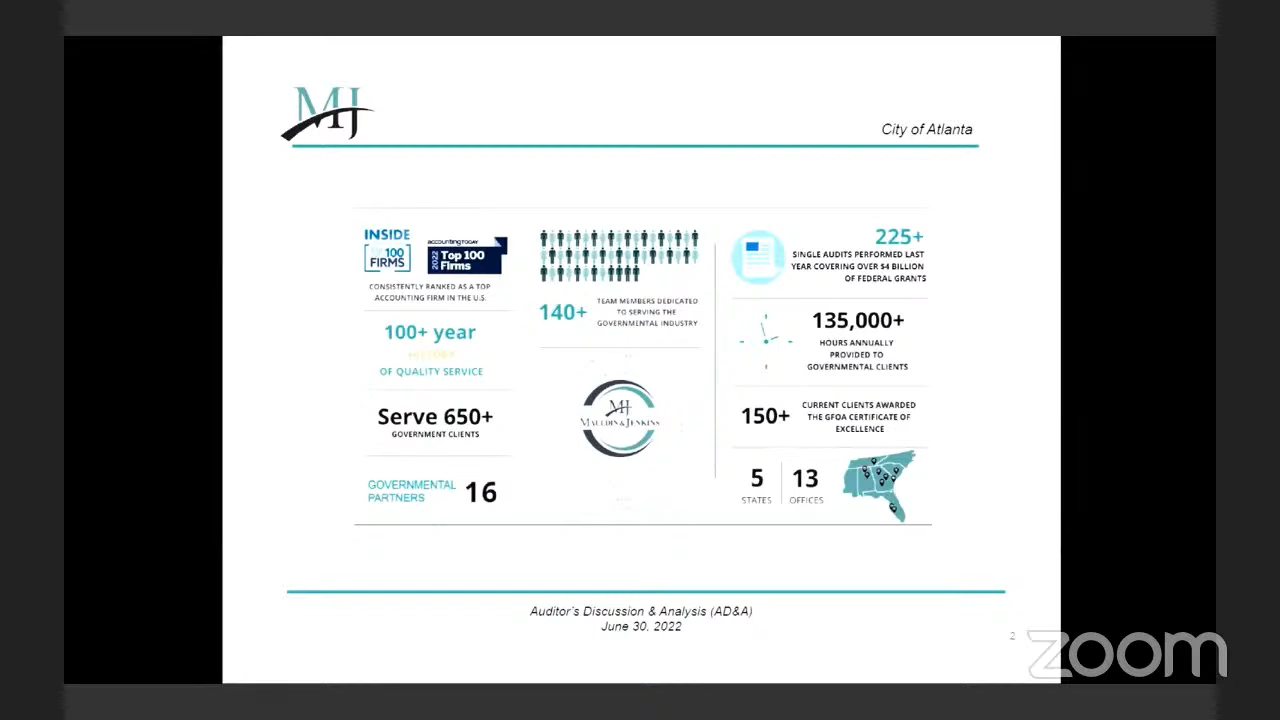 MJ
City of Atlanta
INSIDE
100
FIRMS
accountingTODAY
2022
Top 100
Firms
CONSISTENTLY RANKED AS A TOP
ACCOUNTING FIRM IN THE U.S.
100+ year
HISTORY
OF QUALITY SERVICE
Serve 650+
GOVERNMENT CLIENTS
GOVERNMENTAL
PARTNERS
16
140+
TEAM MEMBERS DEDICATED
TO SERVING THE
GOVERNMENTAL INDUSTRY
MJ
MAULDIN & JENKINS
225+
SINGLE AUDITS PERFORMED LAST
YEAR COVERING OVER $4 BILLION
OF FEDERAL GRANTS
135,000+
HOURS ANNUALLY
PROVIDED TO
GOVERNMENTAL CLIENTS
150+
CURRENT CLIENTS AWARDED
THE GFOA CERTIFICATE OF
EXCELLENCE
5
STATES
13
OFFICES
Auditor's Discussion & Analysis (AD&A)
June 30, 2022
2
zoom